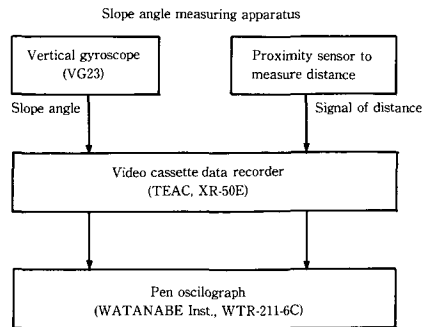 Slope angle measuring apparatus
Vertical gyroscope
(VG23)
Proximity sensor to
measure distance
Slope angle
Signal of distance
Video cassette data recorder
(TEAC, XR-50E)
Pen oscilograph
(WATANABE Inst., WTR-211-6C)